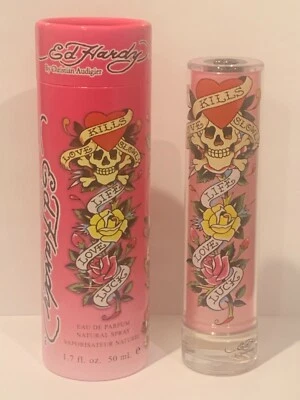 Ed Hardy
By Christian Audigier
KILLS
LOVE SLOWLY
LIFE
LOVE
LUCK
Ed Hardy
EAU DE PARFUM
NATURAL SPRAY
VAPORISATEUR NATUREL
1.7 fl. oz. 50 ml e
KILLS
LOVE SLOWLY
LIFE
LOVE
LUCK